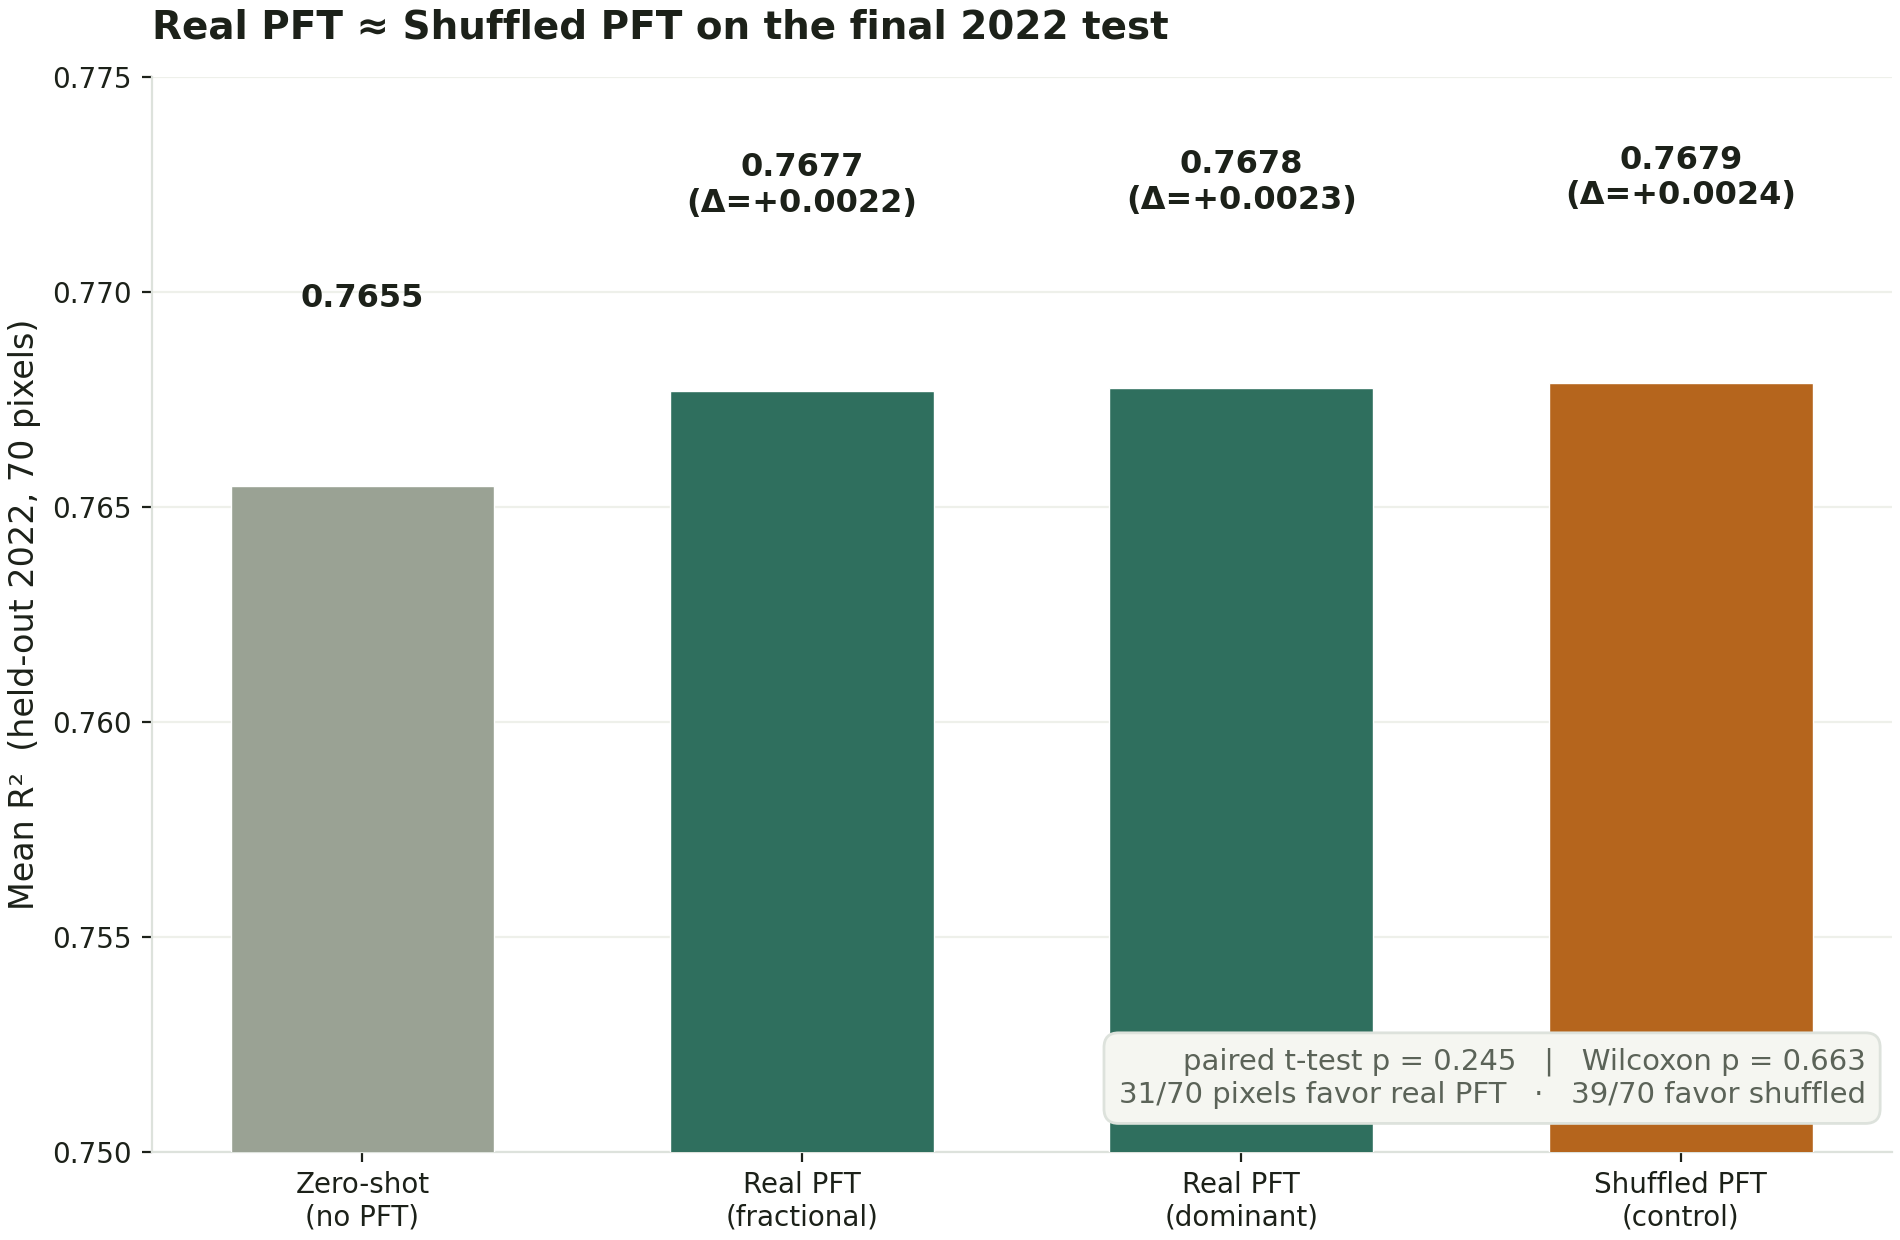 Real PFT ≈ Shuffled PFT on the final 2022 test
Mean R² (held-out 2022, 70 pixels)
0.775
0.770
0.765
0.760
0.755
0.750
0.7655
0.7677
(Δ=+0.0022)
0.7678
(Δ=+0.0023)
0.7679
(Δ=+0.0024)
paired t-test p = 0.245 | Wilcoxon p = 0.663
31/70 pixels favor real PFT · 39/70 favor shuffled
Zero-shot
(no PFT)
Real PFT
(fractional)
Real PFT
(dominant)
Shuffled PFT
(control)